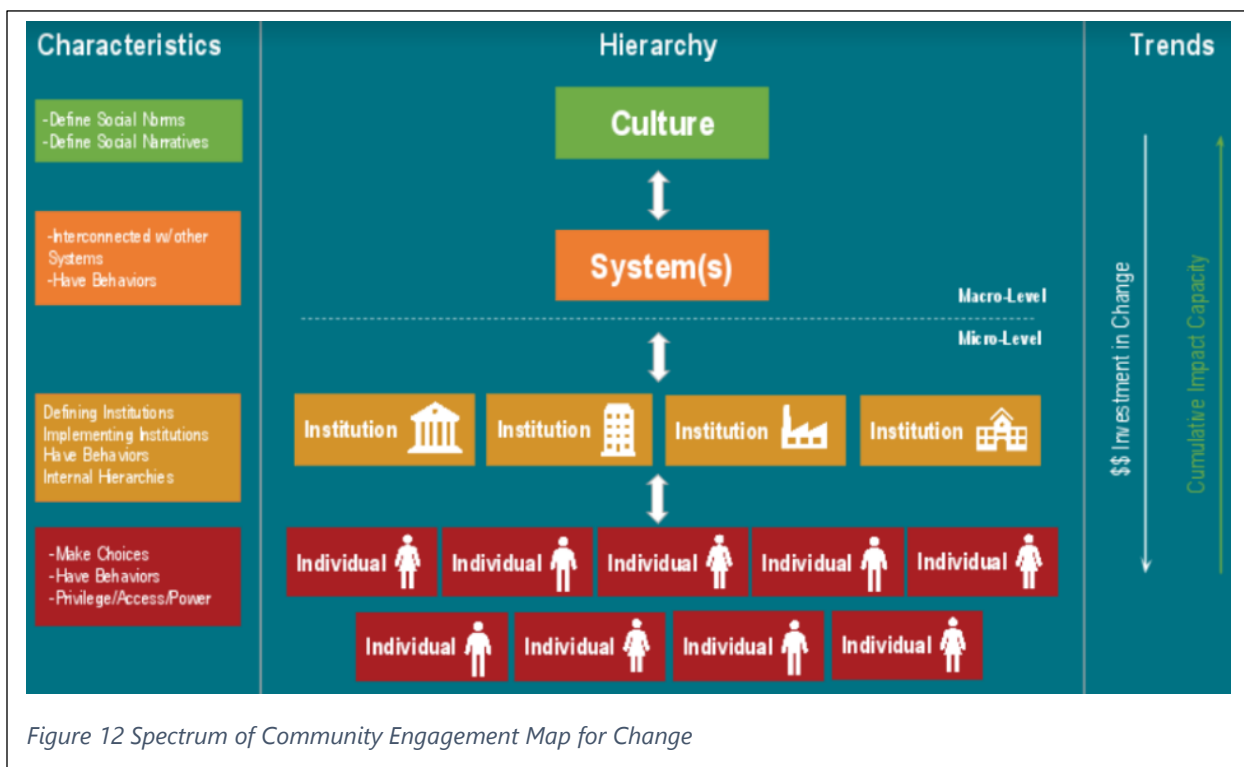 Characteristics
Hierarchy
Trends
-Define Social Norms
-Define Social Narratives
Culture
-Interconnected w/other
Systems
-Have Behaviors
System(s)
Macro-Level
Micro-Level
Defining Institutions
Implementing Institutions
Have Behaviors
Internal Hierarchies
Institution
Institution
Institution
Institution
-Make Choices
-Have Behaviors
-Privilege/Access/Power
Individual
Individual
Individual
Individual
Individual
Individual
Individual
Individual
Individual
$$ Investment in Change
Cumulative Impact Capacity
Figure 12 Spectrum of Community Engagement Map for Change